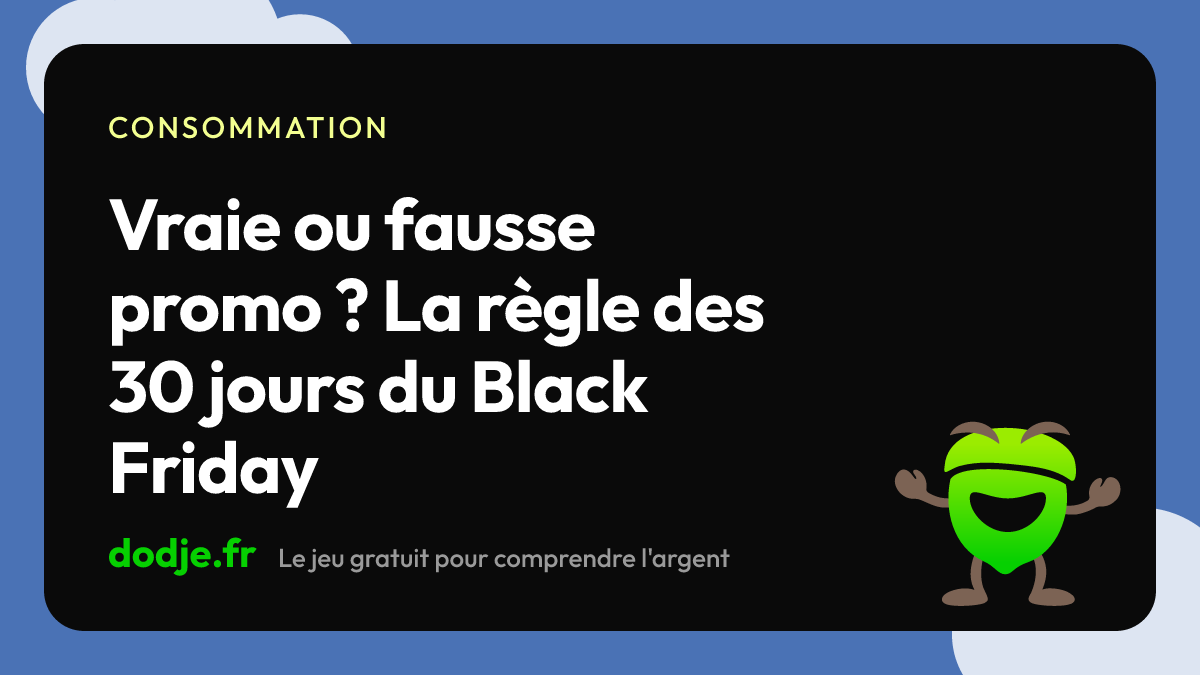 CONSOMMATION
Vraie ou fausse
promo ? La règle des
30 jours du Black
Friday
dodje.fr Le jeu gratuit pour comprendre l'argent